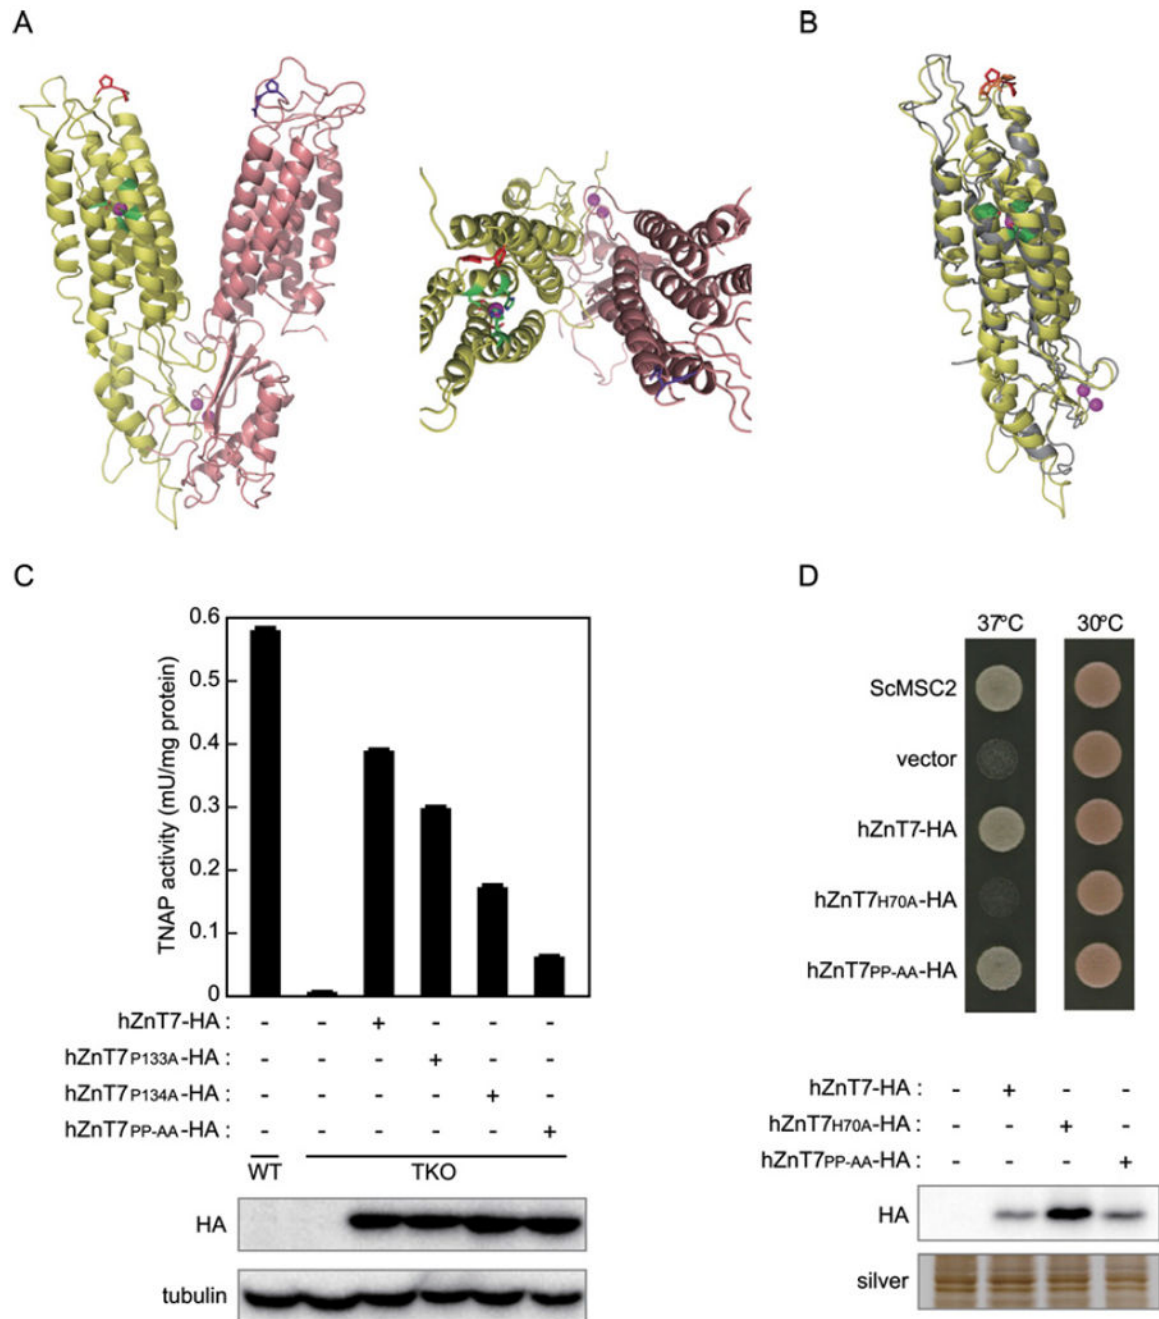 A
B
C
0.6
0.5
0.4
0.3
0.2
0.1
0
TNAP activity (mU/mg protein)
hZnT7-HA : - - + - - -
hZnT7P133A-HA : - - - + - -
hZnT7P134A-HA : - - - - + -
hZnT7PP-AA-HA : - - - - - +
WT TKO
HA
tubulin
D
37°C 30°C
ScMSC2
vector
hZnT7-HA
hZnT7H70A-HA
hZnT7PP-AA-HA
hZnT7-HA : - + - -
hZnT7H70A-HA : - - + -
hZnT7PP-AA-HA : - - - +
HA
silver